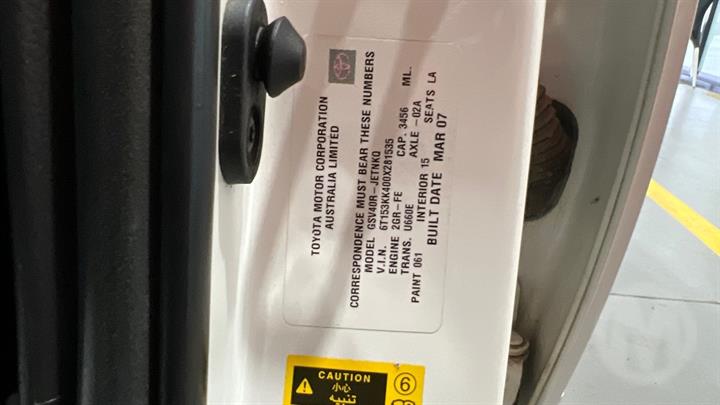 TOYOTA MOTOR CORPORATION
AUSTRALIA LIMITED
CORRESPONDENCE MUST BEAR THESE NUMBERS
MODEL GSV40R-JETNKQ
V.I.N. 6T153KK400X281535
ENGINE 2GR-FE CAP. 3456 ML.
TRANS. U660E AXLE -02A
PAINT 061 INTERIOR 15 SEATS LA
BUILT DATE MAR 07
CAUTION
小心
تنبيه
6